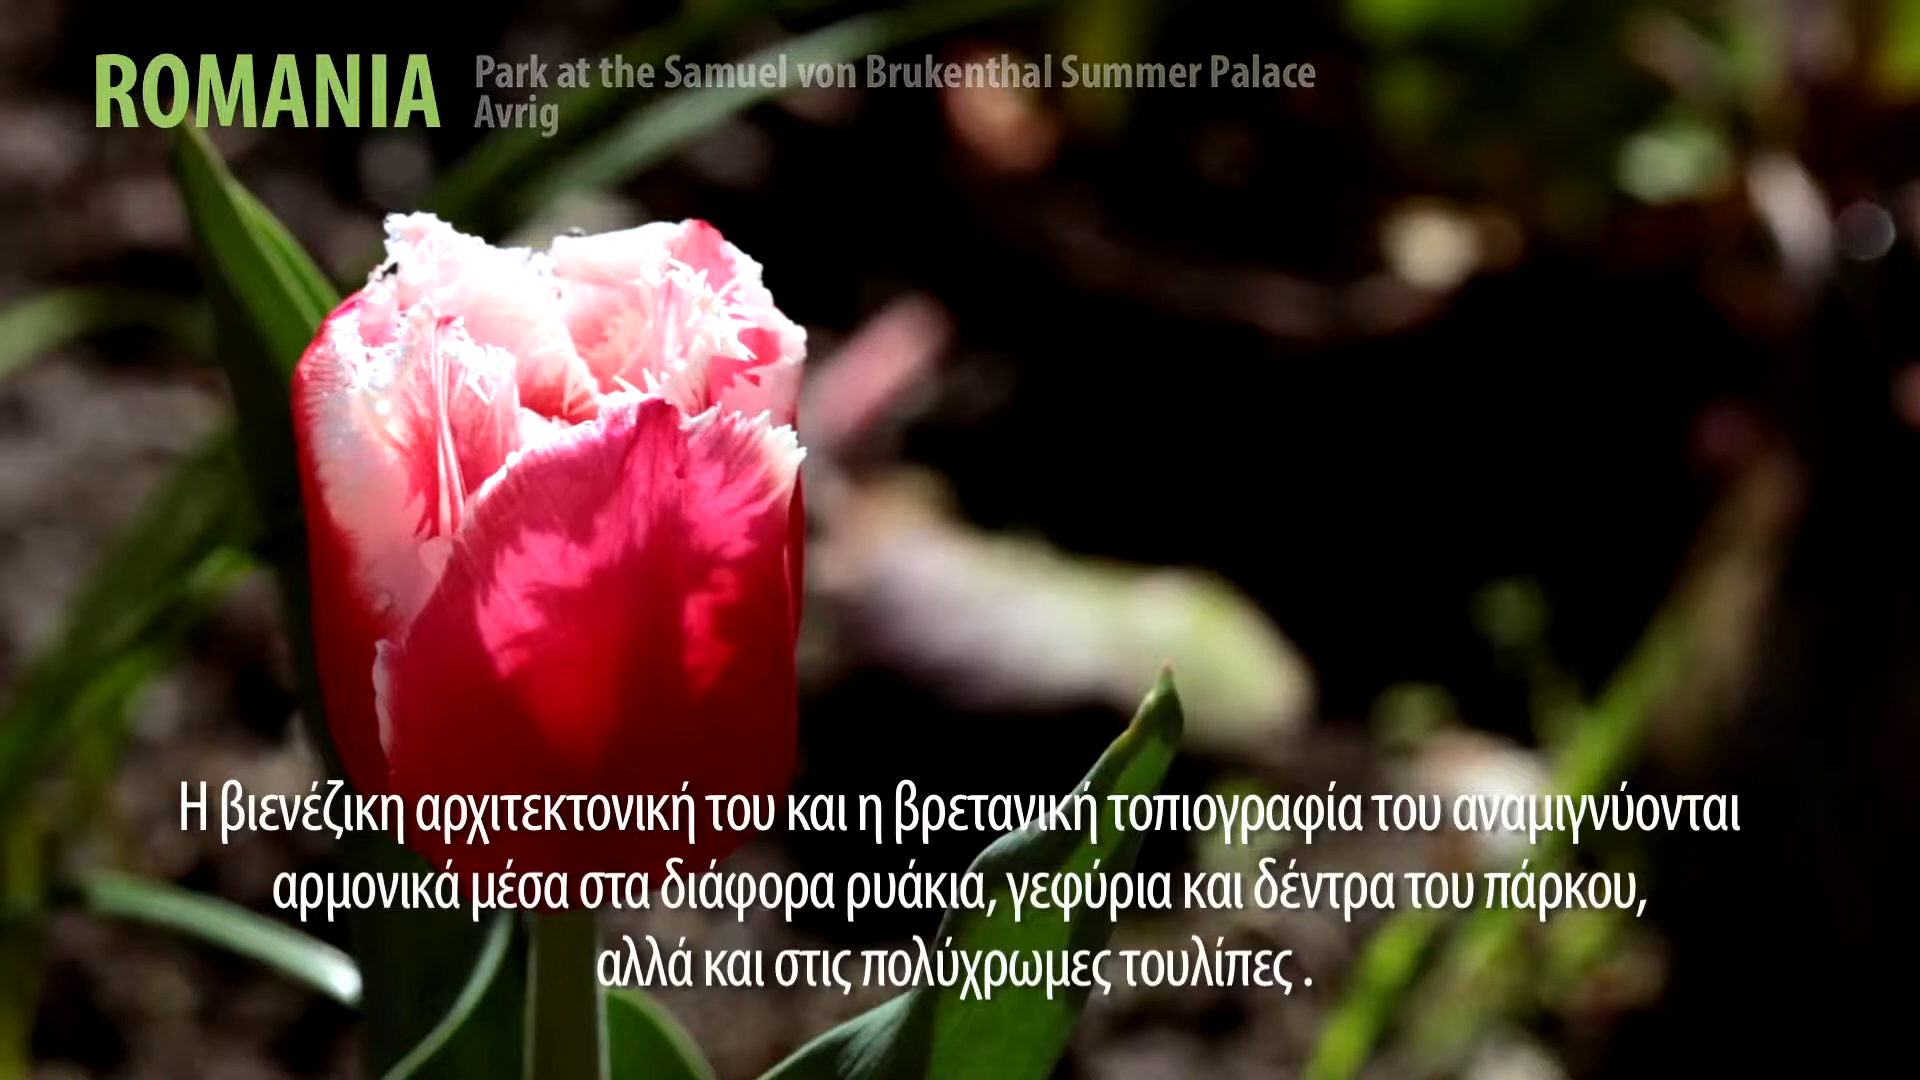 ROMANIA
Park at the Samuel von Brukenthal Summer Palace
Avrig
Η βιενέζικη αρχιτεκτονική του και η βρετανική τοπιογραφία του αναμιγνύονται
αρμονικά μέσα στα διάφορα ρυάκια, γεφύρια και δέντρα του πάρκου,
αλλά και στις πολύχρωμες τουλίπες .